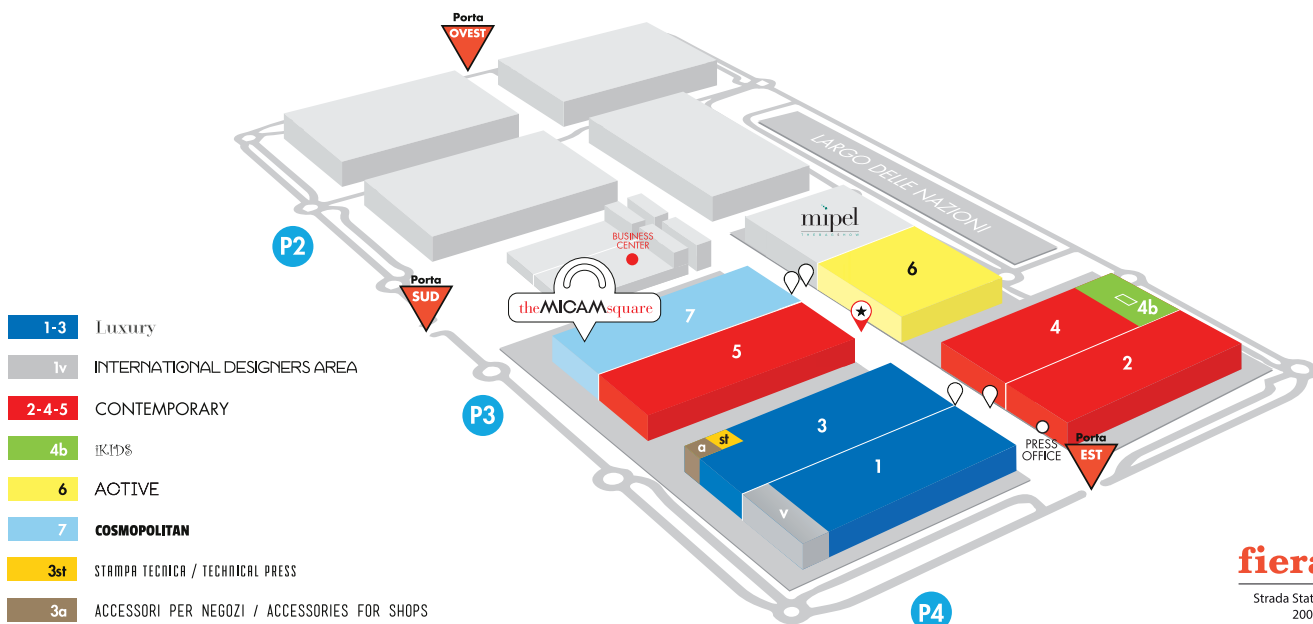 Porta
OVEST
LARGO DELLE NAZIONI
mipel
BUSINESS
CENTER
P2
6
Porta
SUD
theMICAMsquare
7
4b
4
2
5
1-3 Luxury
1v INTERNATIONAL DESIGNERS AREA
2-4-5 CONTEMPORARY
4b iKIDS
6 ACTIVE
7 COSMOPOLITAN
3st STAMPA TECNICA / TECHNICAL PRESS
3a ACCESSORI PER NEGOZI / ACCESSORIES FOR SHOPS
P3
3
st
a
PRESS
OFFICE
Porta
EST
1
v
P4
fiera
Strada Stat
200